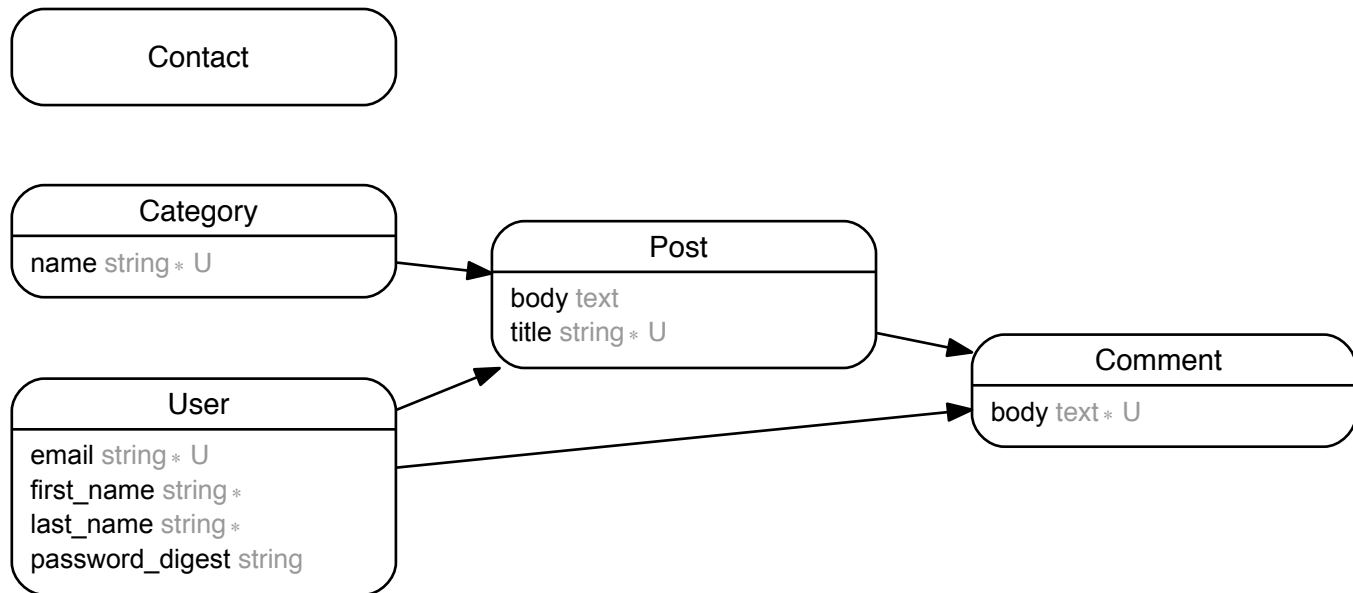 Contact
Category
name string * U
User
email string * U
first_name string *
last_name string *
password_digest string
Post
body text
title string * U
Comment
body text * U